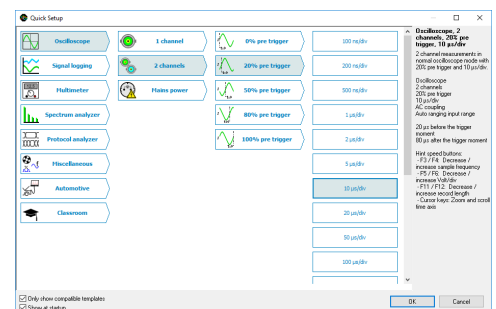 Quick Setup
Oscilloscope
Signal logging
Multimeter
Spectrum analyzer
Protocol analyzer
Miscellaneous
Automotive
Classroom
1 channel
2 channels
Mains power
0% pre trigger
20% pre trigger
50% pre trigger
80% pre trigger
100% pre trigger
100 ns/div
200 ns/div
500 ns/div
1 µs/div
2 µs/div
5 µs/div
10 µs/div
20 µs/div
50 µs/div
100 µs/div
Oscilloscope, 2
channels, 20% pre
trigger, 10 µs/div
2 channel measurements in
normal oscilloscope mode with
20% pre trigger and 10 µs/div.
Oscilloscope
2 channels
20% pre trigger
10 µs/div
AC coupling
Auto ranging input range
20 µs before the trigger
moment
80 µs after the trigger moment
Hint speed buttons:
- F3 / F4: Decrease /
increase sample frequency
- F5 / F6: Decrease /
increase Volt/div
- F11 / F12: Decrease /
increase record length
- Cursor keys: Zoom and scroll
time axis
Only show compatible templates
Show at startup
OK
Cancel